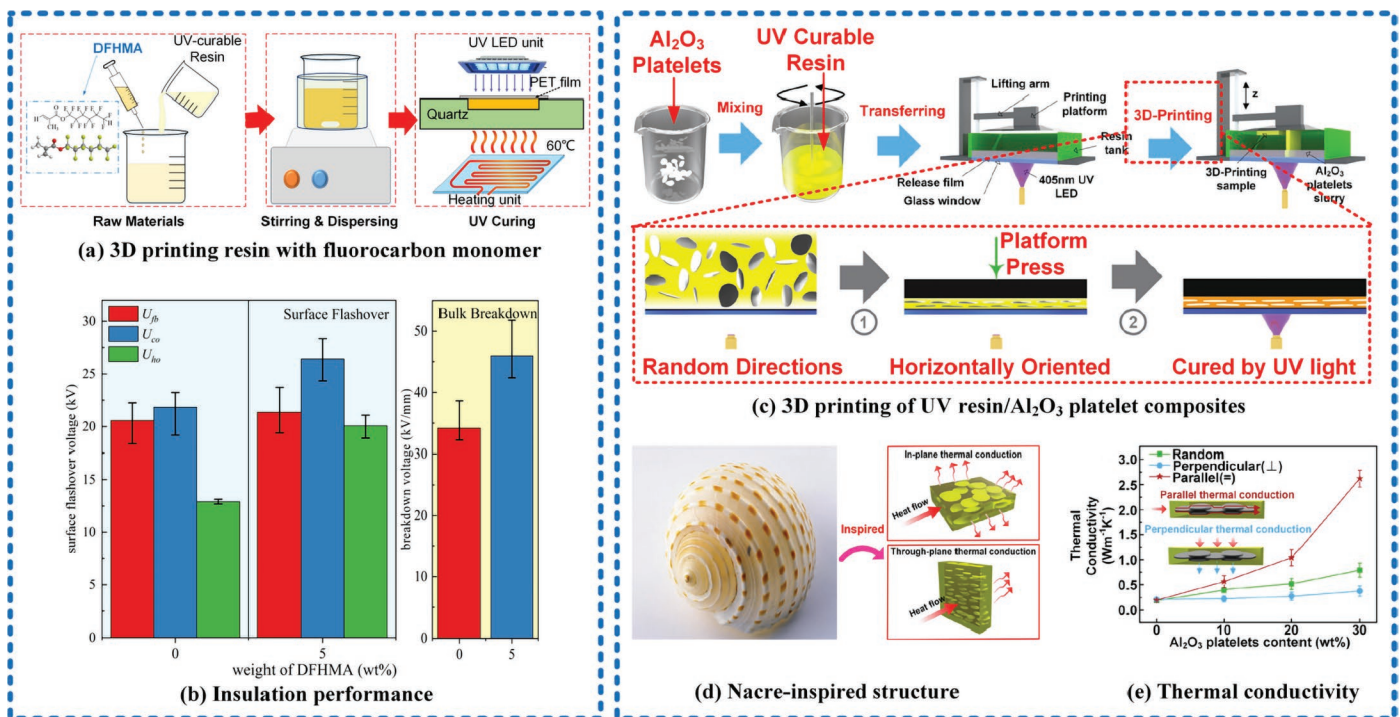 DFHMA
UV-curable
Resin
Raw Materials
Stirring & Dispersing
UV LED unit
PET film
Quartz
60℃
Heating unit
UV Curing
(a) 3D printing resin with fluorocarbon monomer
U_fb
U_co
U_ho
Surface Flashover
Bulk Breakdown
surface flashover voltage (kV)
30
25
20
15
10
5
0
0
5
weight of DFHMA (wt%)
breakdown voltage (kV/mm)
50
40
30
20
10
0
0
5
(b) Insulation performance
Al₂O₃
Platelets
Mixing
UV Curable
Resin
Transferring
Lifting arm
Printing
platform
Resin
tank
Release film
Glass window
405nm UV
LED
3D-Printing
z
3D-Printing
sample
Al₂O₃
platelets
slurry
Random Directions
1
Platform
Press
Horizontally Oriented
2
Cured by UV light
(c) 3D printing of UV resin/Al₂O₃ platelet composites
Inspired
In-plane thermal conduction
Heat flow
Through-plane thermal conduction
Heat flow
(d) Nacre-inspired structure
Random
Perpendicular(⊥)
Parallel(=)
Parallel thermal conduction
Perpendicular thermal conduction
Thermal
Conductivity
(Wm⁻¹K⁻¹)
3.0
2.5
2.0
1.5
1.0
0.5
0.0
0
10
20
30
Al₂O₃ platelets content (wt%)
(e) Thermal conductivity